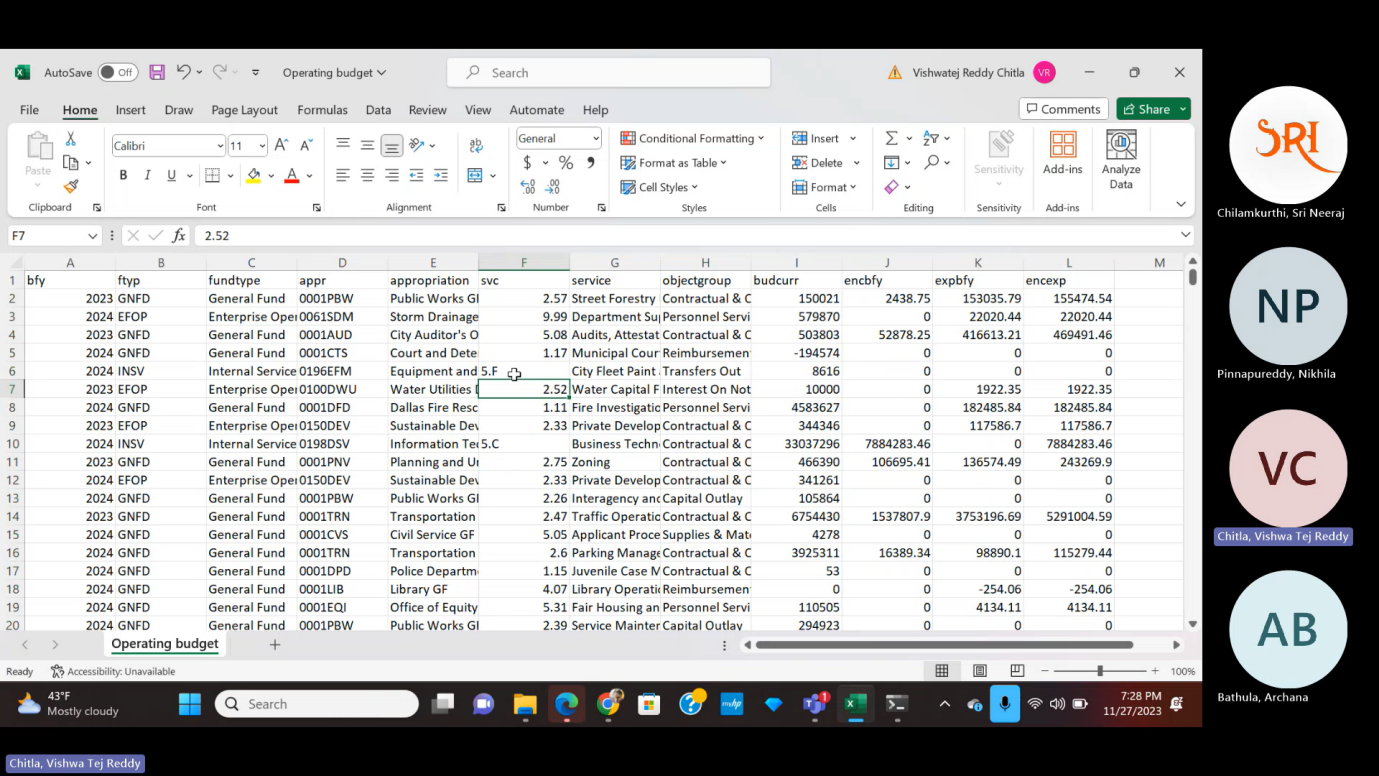 AutoSave Off Operating budget Search Vishwatej Reddy Chitla VR
File Home Insert Draw Page Layout Formulas Data Review View Automate Help Comments Share
Paste Calibri 11 General Conditional Formatting Insert
B I U A $ % Format as Table Delete Sensitivity Add-ins Analyze Data
Cell Styles Format
Clipboard Font Alignment Number Styles Cells Editing Sensitivity Add-ins
F7 fx 2.52
A B C D E F G H I J K L M
1 bfy ftyp fundtype appr appropriation svc service objectgroup budcurr encbfy expbfy encexp
2 2023 GNFD General Fund 0001PBW Public Works GF 2.57 Street Forestry Contractual & C 150021 2438.75 153035.79 155474.54
3 2024 EFOP Enterprise Oper 0061SDM Storm Drainage 9.99 Department Su Personnel Servi 579870 0 22020.44 22020.44
4 2024 GNFD General Fund 0001AUD City Auditor's O 5.08 Audits, Attestat Contractual & C 503803 52878.25 416613.21 469491.46
5 2024 GNFD General Fund 0001CTS Court and Dete 1.17 Municipal Cour Reimbursement -194574 0 0 0
6 2024 INSV Internal Service 0196EFM Equipment and 5.F City Fleet Paint Transfers Out 8616 0 0 0
7 2023 EFOP Enterprise Oper 0100DWU Water Utilities D 2.52 Water Capital F Interest On Not 10000 0 1922.35 1922.35
8 2024 GNFD General Fund 0001DFD Dallas Fire Resc 1.11 Fire Investigatio Personnel Servi 4583627 0 182485.84 182485.84
9 2023 EFOP Enterprise Oper 0150DEV Sustainable Dev 2.33 Private Develop Contractual & C 344346 0 117586.7 117586.7
10 2024 INSV Internal Service 0198DSV Information Tec 5.C Business Techn Contractual & C 33037296 7884283.46 0 7884283.46
11 2023 GNFD General Fund 0001PNV Planning and Ur 2.75 Zoning Contractual & C 466390 106695.41 136574.49 243269.9
12 2024 EFOP Enterprise Oper 0150DEV Sustainable Dev 2.33 Private Develop Contractual & C 341261 0 0 0
13 2024 GNFD General Fund 0001PBW Public Works GF 2.26 Interagency and Capital Outlay 105864 0 0 0
14 2023 GNFD General Fund 0001TRN Transportation 2.47 Traffic Operatio Contractual & C 6754430 1537807.9 3753196.69 5291004.59
15 2024 GNFD General Fund 0001CVS Civil Service GF 5.05 Applicant Proce Supplies & Mate 4278 0 0 0
16 2024 GNFD General Fund 0001TRN Transportation 2.6 Parking Manage Contractual & C 3925311 16389.34 98890.1 115279.44
17 2024 GNFD General Fund 0001DPD Police Departm 1.15 Juvenile Case M Contractual & C 53 0 0 0
18 2024 GNFD General Fund 0001LIB Library GF 4.07 Library Operatio Reimbursement 0 0 -254.06 -254.06
19 2024 GNFD General Fund 0001EQI Office of Equity 5.31 Fair Housing an Personnel Servi 110505 0 4134.11 4134.11
20 2024 GNFD General Fund 0001PBW Public Works GF 2.39 Service Mainter Capital Outlay 294923 0 0 0
Operating budget
Ready Accessibility: Unavailable 100%
43°F
Mostly cloudy
Search
mhp
1
7:28 PM
11/27/2023
SRI
Chilamkurthi, Sri Neeraj
NP
Pinnapureddy, Nikhila
VC
Chitla, Vishwa Tej Reddy
AB
Bathula, Archana
Chitla, Vishwa Tej Reddy